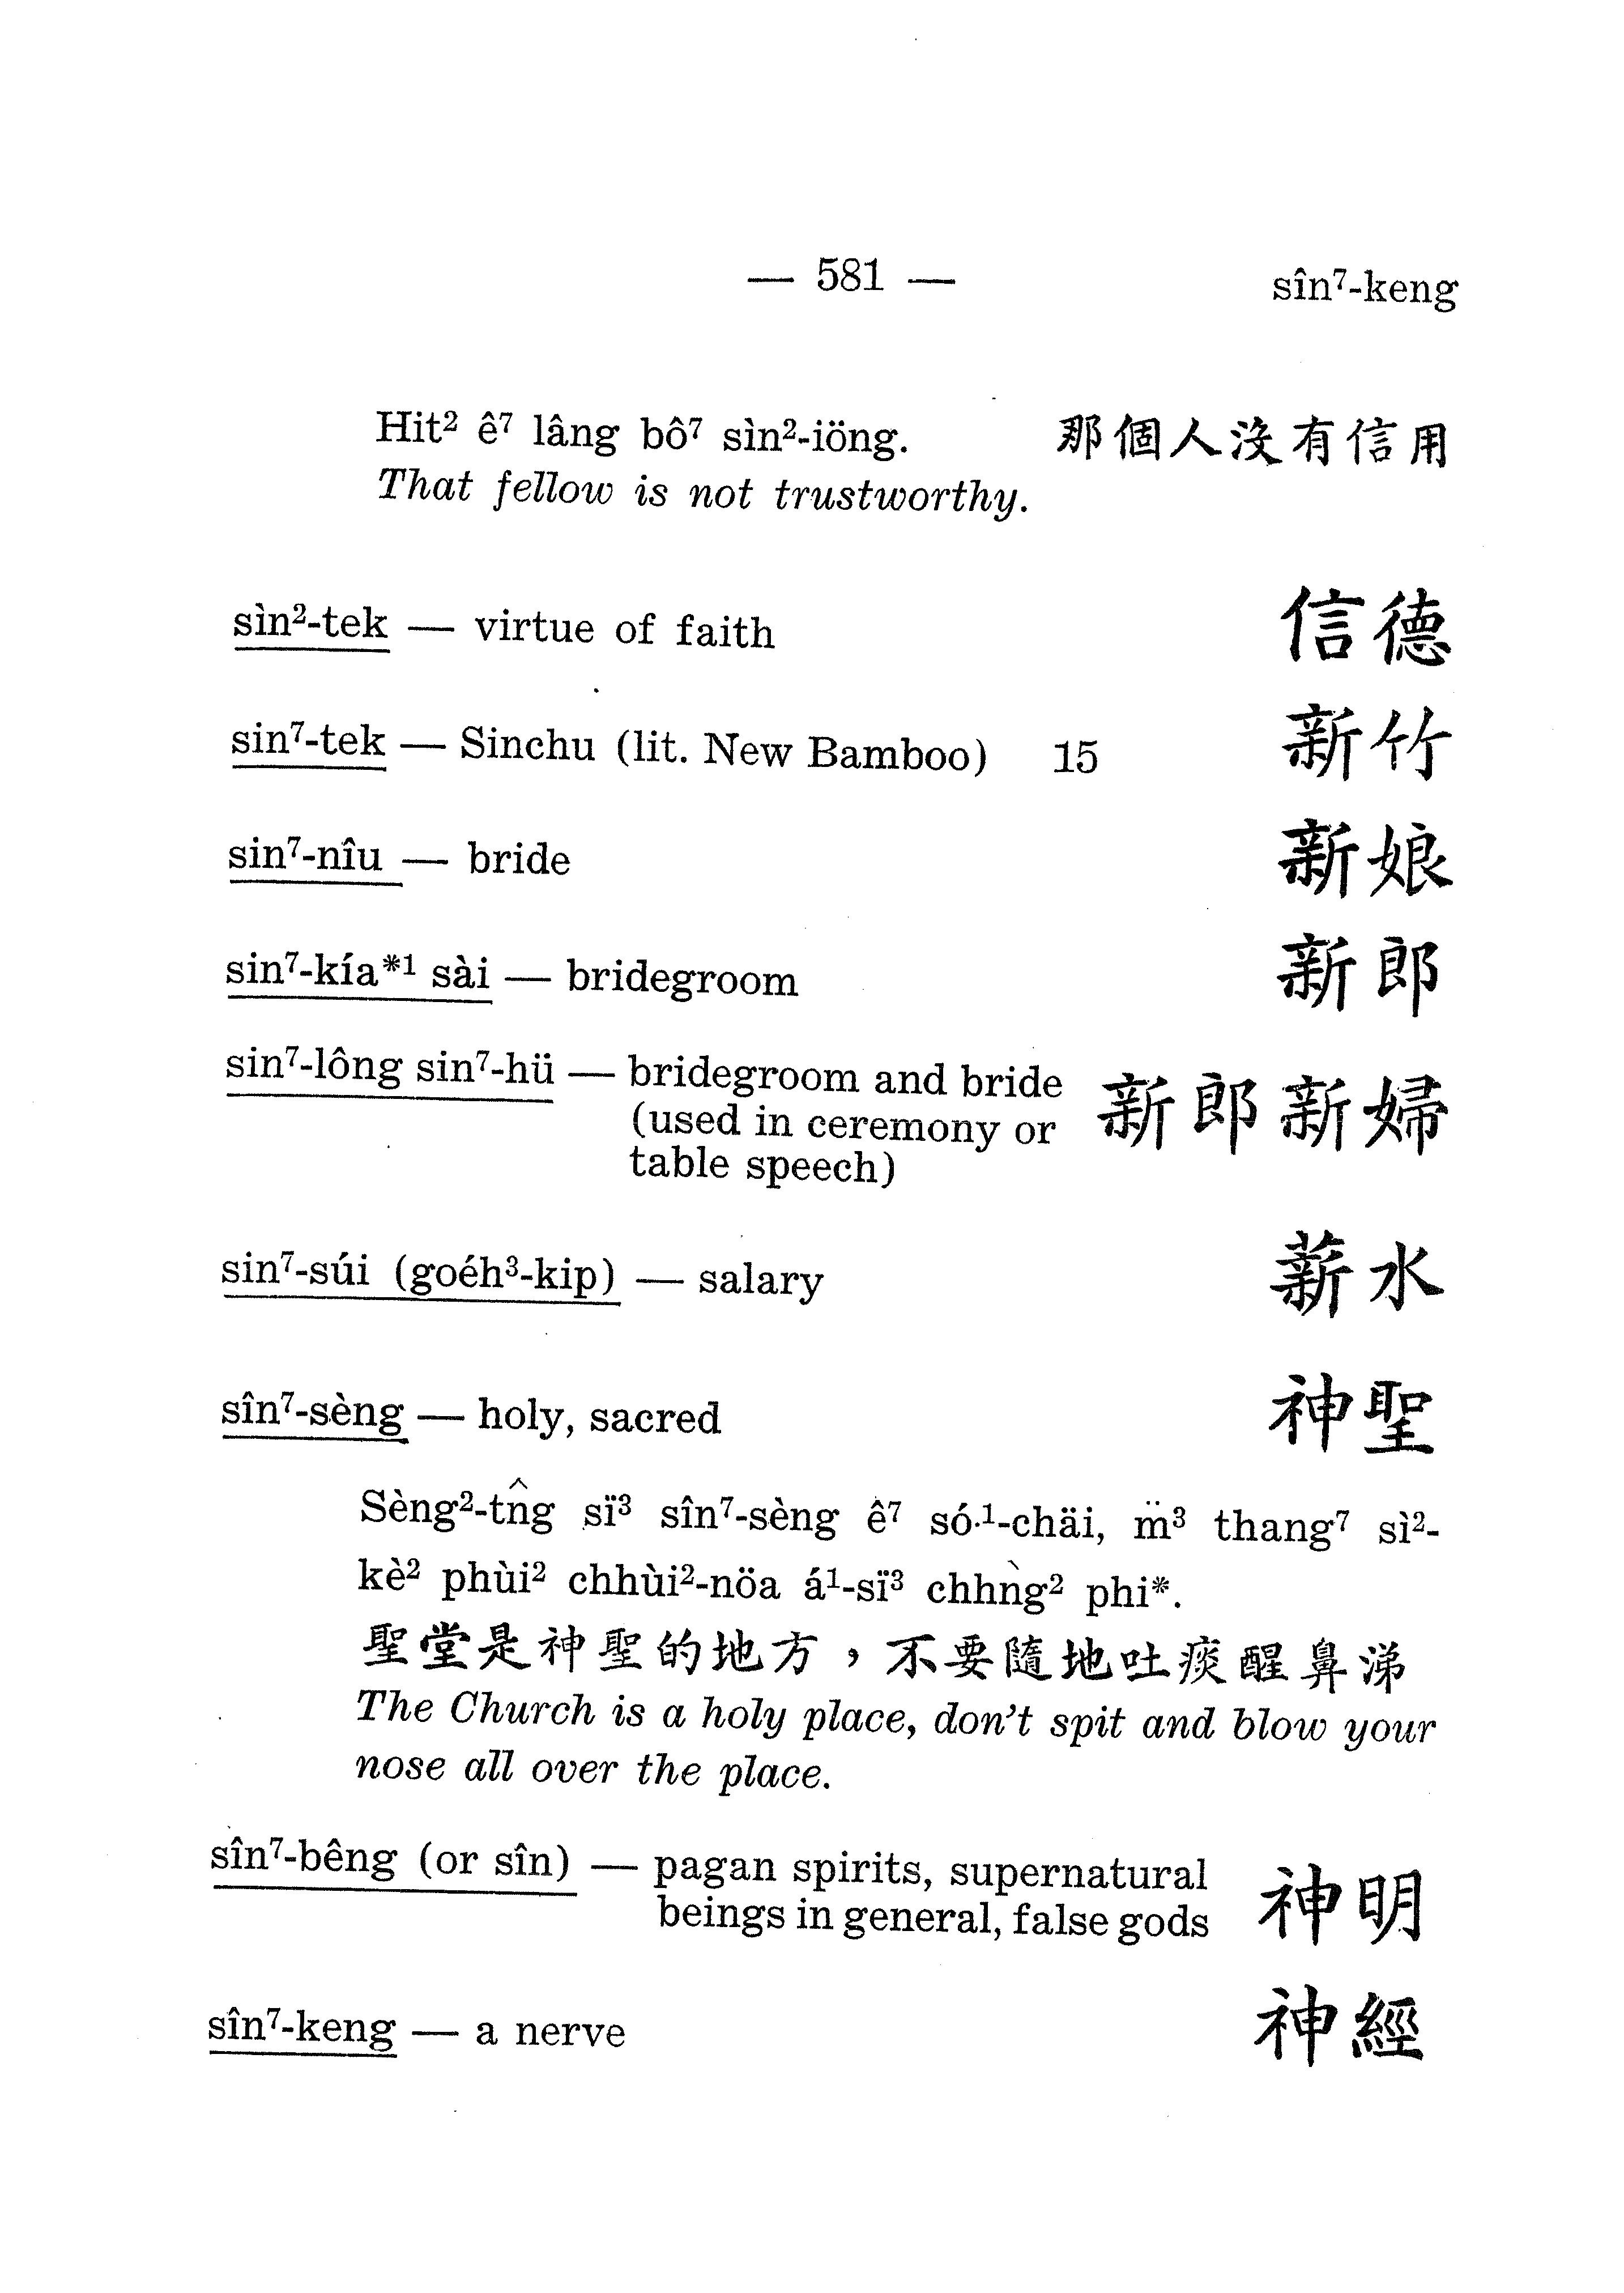 — 581 —
sîn⁷-keng
Hit² ê⁷ lâng bô⁷ sìn²-iöng. 那個人沒有信用
That fellow is not trustworthy.
sìn²-tek — virtue of faith 信德
sin⁷-tek — Sinchu (lit. New Bamboo) 15 新竹
sin⁷-nîu — bride 新娘
sin⁷-kía*¹ sài — bridegroom 新郎
sin⁷-lông sin⁷-hü — bridegroom and bride 新郎新婦
(used in ceremony or
table speech)
sin⁷-súi (goéh³-kip) — salary 薪水
sîn⁷-sèng — holy, sacred 神聖
Sèng²-tn̂g sï³ sîn⁷-sèng ê⁷ só·¹-chäi, m̈³ thang⁷ sì²-
kè² phùi² chhùi²-nöa á¹-sï³ chhǹg² phi*.
聖堂是神聖的地方，不要隨地吐痰醒鼻涕
The Church is a holy place, don't spit and blow your
nose all over the place.
sîn⁷-bêng (or sîn) — pagan spirits, supernatural 神明
beings in general, false gods
sîn⁷-keng — a nerve 神經